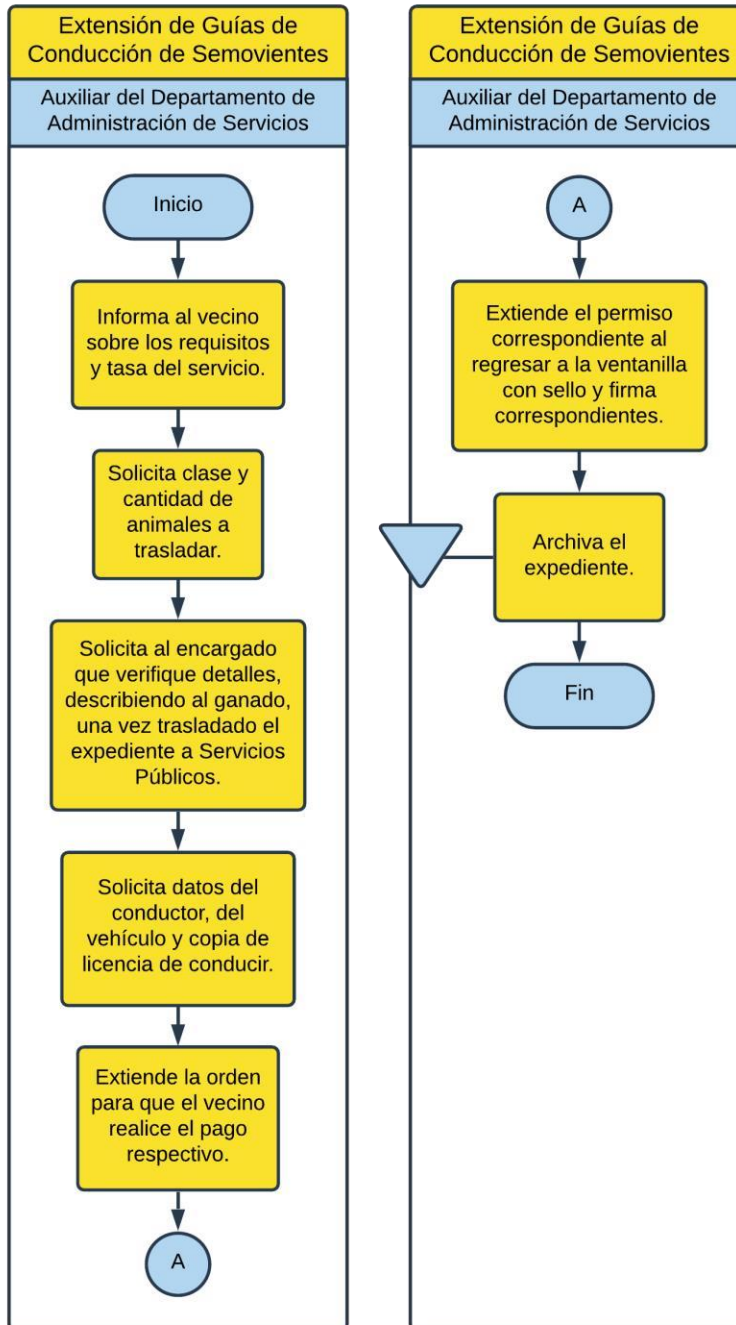 Extensión de Guías de
Conducción de Semovientes
Auxiliar del Departamento de
Administración de Servicios
Inicio
Informa al vecino
sobre los requisitos
y tasa del servicio.
Solicita clase y
cantidad de
animales a
trasladar.
Solicita al encargado
que verifique detalles,
describiendo al ganado,
una vez trasladado el
expediente a Servicios
Públicos.
Solicita datos del
conductor, del
vehículo y copia de
licencia de conducir.
Extiende la orden
para que el vecino
realice el pago
respectivo.
A
Extensión de Guías de
Conducción de Semovientes
Auxiliar del Departamento de
Administración de Servicios
A
Extiende el permiso
correspondiente al
regresar a la ventanilla
con sello y firma
correspondientes.
Archiva el
expediente.
Fin